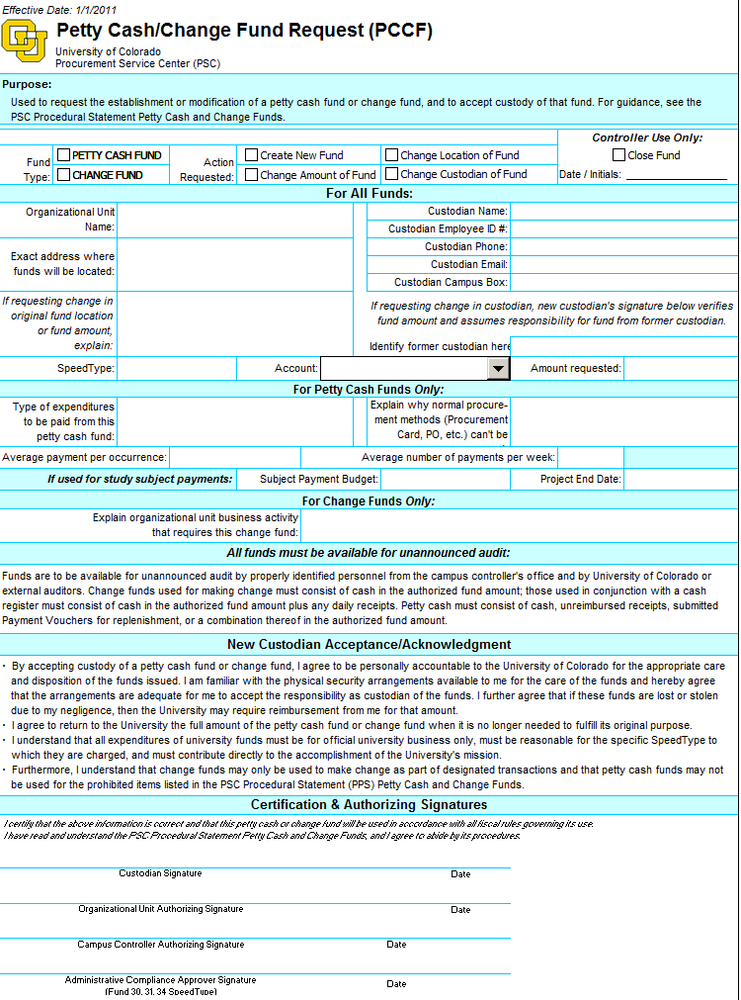 Effective Date: 1/1/2011
CU
Petty Cash/Change Fund Request (PCCF)
University of Colorado
Procurement Service Center (PSC)
Purpose:
Used to request the establishment or modification of a petty cash fund or change fund, and to accept custody of that fund. For guidance, see the
PSC Procedural Statement Petty Cash and Change Funds.
Controller Use Only:
Fund
Type:
PETTY CASH FUND
CHANGE FUND
Action
Requested:
Create New Fund
Change Location of Fund
Close Fund
Change Amount of Fund
Change Custodian of Fund
Date / Initials:
For All Funds:
Organizational Unit
Name:
Custodian Name:
Custodian Employee ID #:
Exact address where
funds will be located:
Custodian Phone:
Custodian Email:
Custodian Campus Box:
If requesting change in
original fund location
or fund amount,
explain:
If requesting change in custodian, new custodian's signature below verifies
fund amount and assumes responsibility for fund from former custodian.
Identify former custodian here
SpeedType:
Account:
Amount requested:
For Petty Cash Funds Only:
Type of expenditures
to be paid from this
petty cash fund:
Explain why normal procure-
ment methods (Procurement
Card, PO, etc.) can't be
Average payment per occurrence:
Average number of payments per week:
If used for study subject payments:
Subject Payment Budget:
Project End Date:
For Change Funds Only:
Explain organizational unit business activity
that requires this change fund:
All funds must be available for unannounced audit:
Funds are to be available for unannounced audit by properly identified personnel from the campus controller's office and by University of Colorado or
external auditors. Change funds used for making change must consist of cash in the authorized fund amount; those used in conjunction with a cash
register must consist of cash in the authorized fund amount plus any daily receipts. Petty cash must consist of cash, unreimbursed receipts, submitted
Payment Vouchers for replenishment, or a combination thereof in the authorized fund amount.
New Custodian Acceptance/Acknowledgment
· By accepting custody of a petty cash fund or change fund, I agree to be personally accountable to the University of Colorado for the appropriate care
and disposition of the funds issued. I am familiar with the physical security arrangements available to me for the care of the funds and hereby agree
that the arrangements are adequate for me to accept the responsibility as custodian of the funds. I further agree that if these funds are lost or stolen
due to my negligence, then the University may require reimbursement from me for that amount.
· I agree to return to the University the full amount of the petty cash fund or change fund when it is no longer needed to fulfill its original purpose.
· I understand that all expenditures of university funds must be for official university business only, must be reasonable for the specific SpeedType to
which they are charged, and must contribute directly to the accomplishment of the University's mission.
· Furthermore, I understand that change funds may only be used to make change as part of designated transactions and that petty cash funds may not
be used for the prohibited items listed in the PSC Procedural Statement (PPS) Petty Cash and Change Funds.
Certification & Authorizing Signatures
I certify that the above information is correct and that this petty cash or change fund will be used in accordance with all fiscal rules governing its use.
I have read and understand the PSC Procedural Statement Petty Cash and Change Funds, and I agree to abide by its procedures.
Custodian Signature
Date
Organizational Unit Authorizing Signature
Date
Campus Controller Authorizing Signature
Date
Administrative Compliance Approver Signature
Date
(Fund 30, 31, 34 SpeedType)